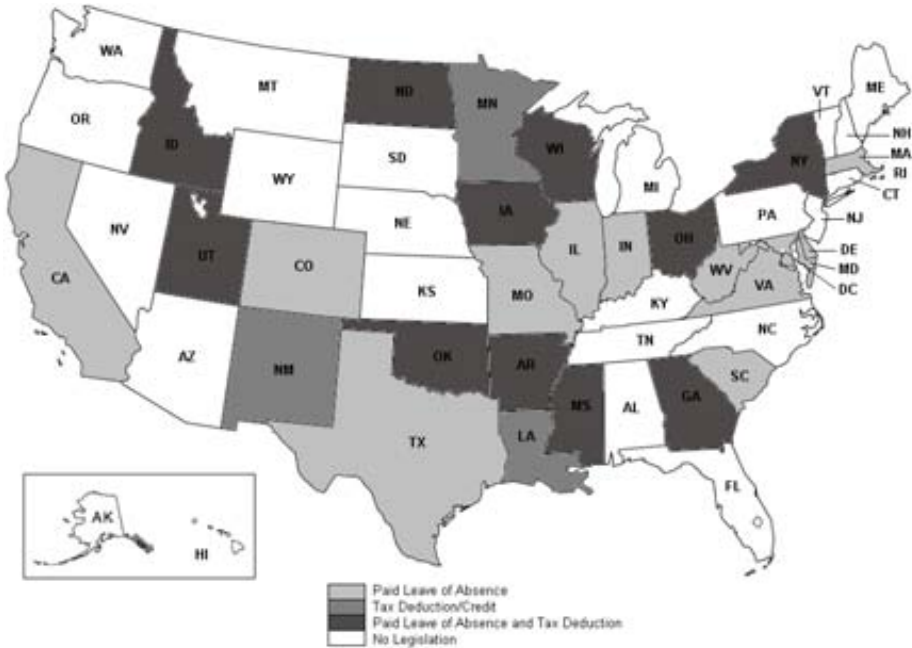 WA
MT
ND
MN
VT
ME
OR
ID
WI
NY
NH
MA
RI
CT
SD
WY
MI
PA
NJ
IA
NE
NV
UT
CO
IL
IN
OH
DE
MD
DC
WV
VA
CA
KS
MO
KY
NC
TN
AZ
NM
OK
AR
SC
MS
AL
GA
TX
LA
FL
AK
HI
Paid Leave of Absence
Tax Deduction/Credit
Paid Leave of Absence and Tax Deduction
No Legislation